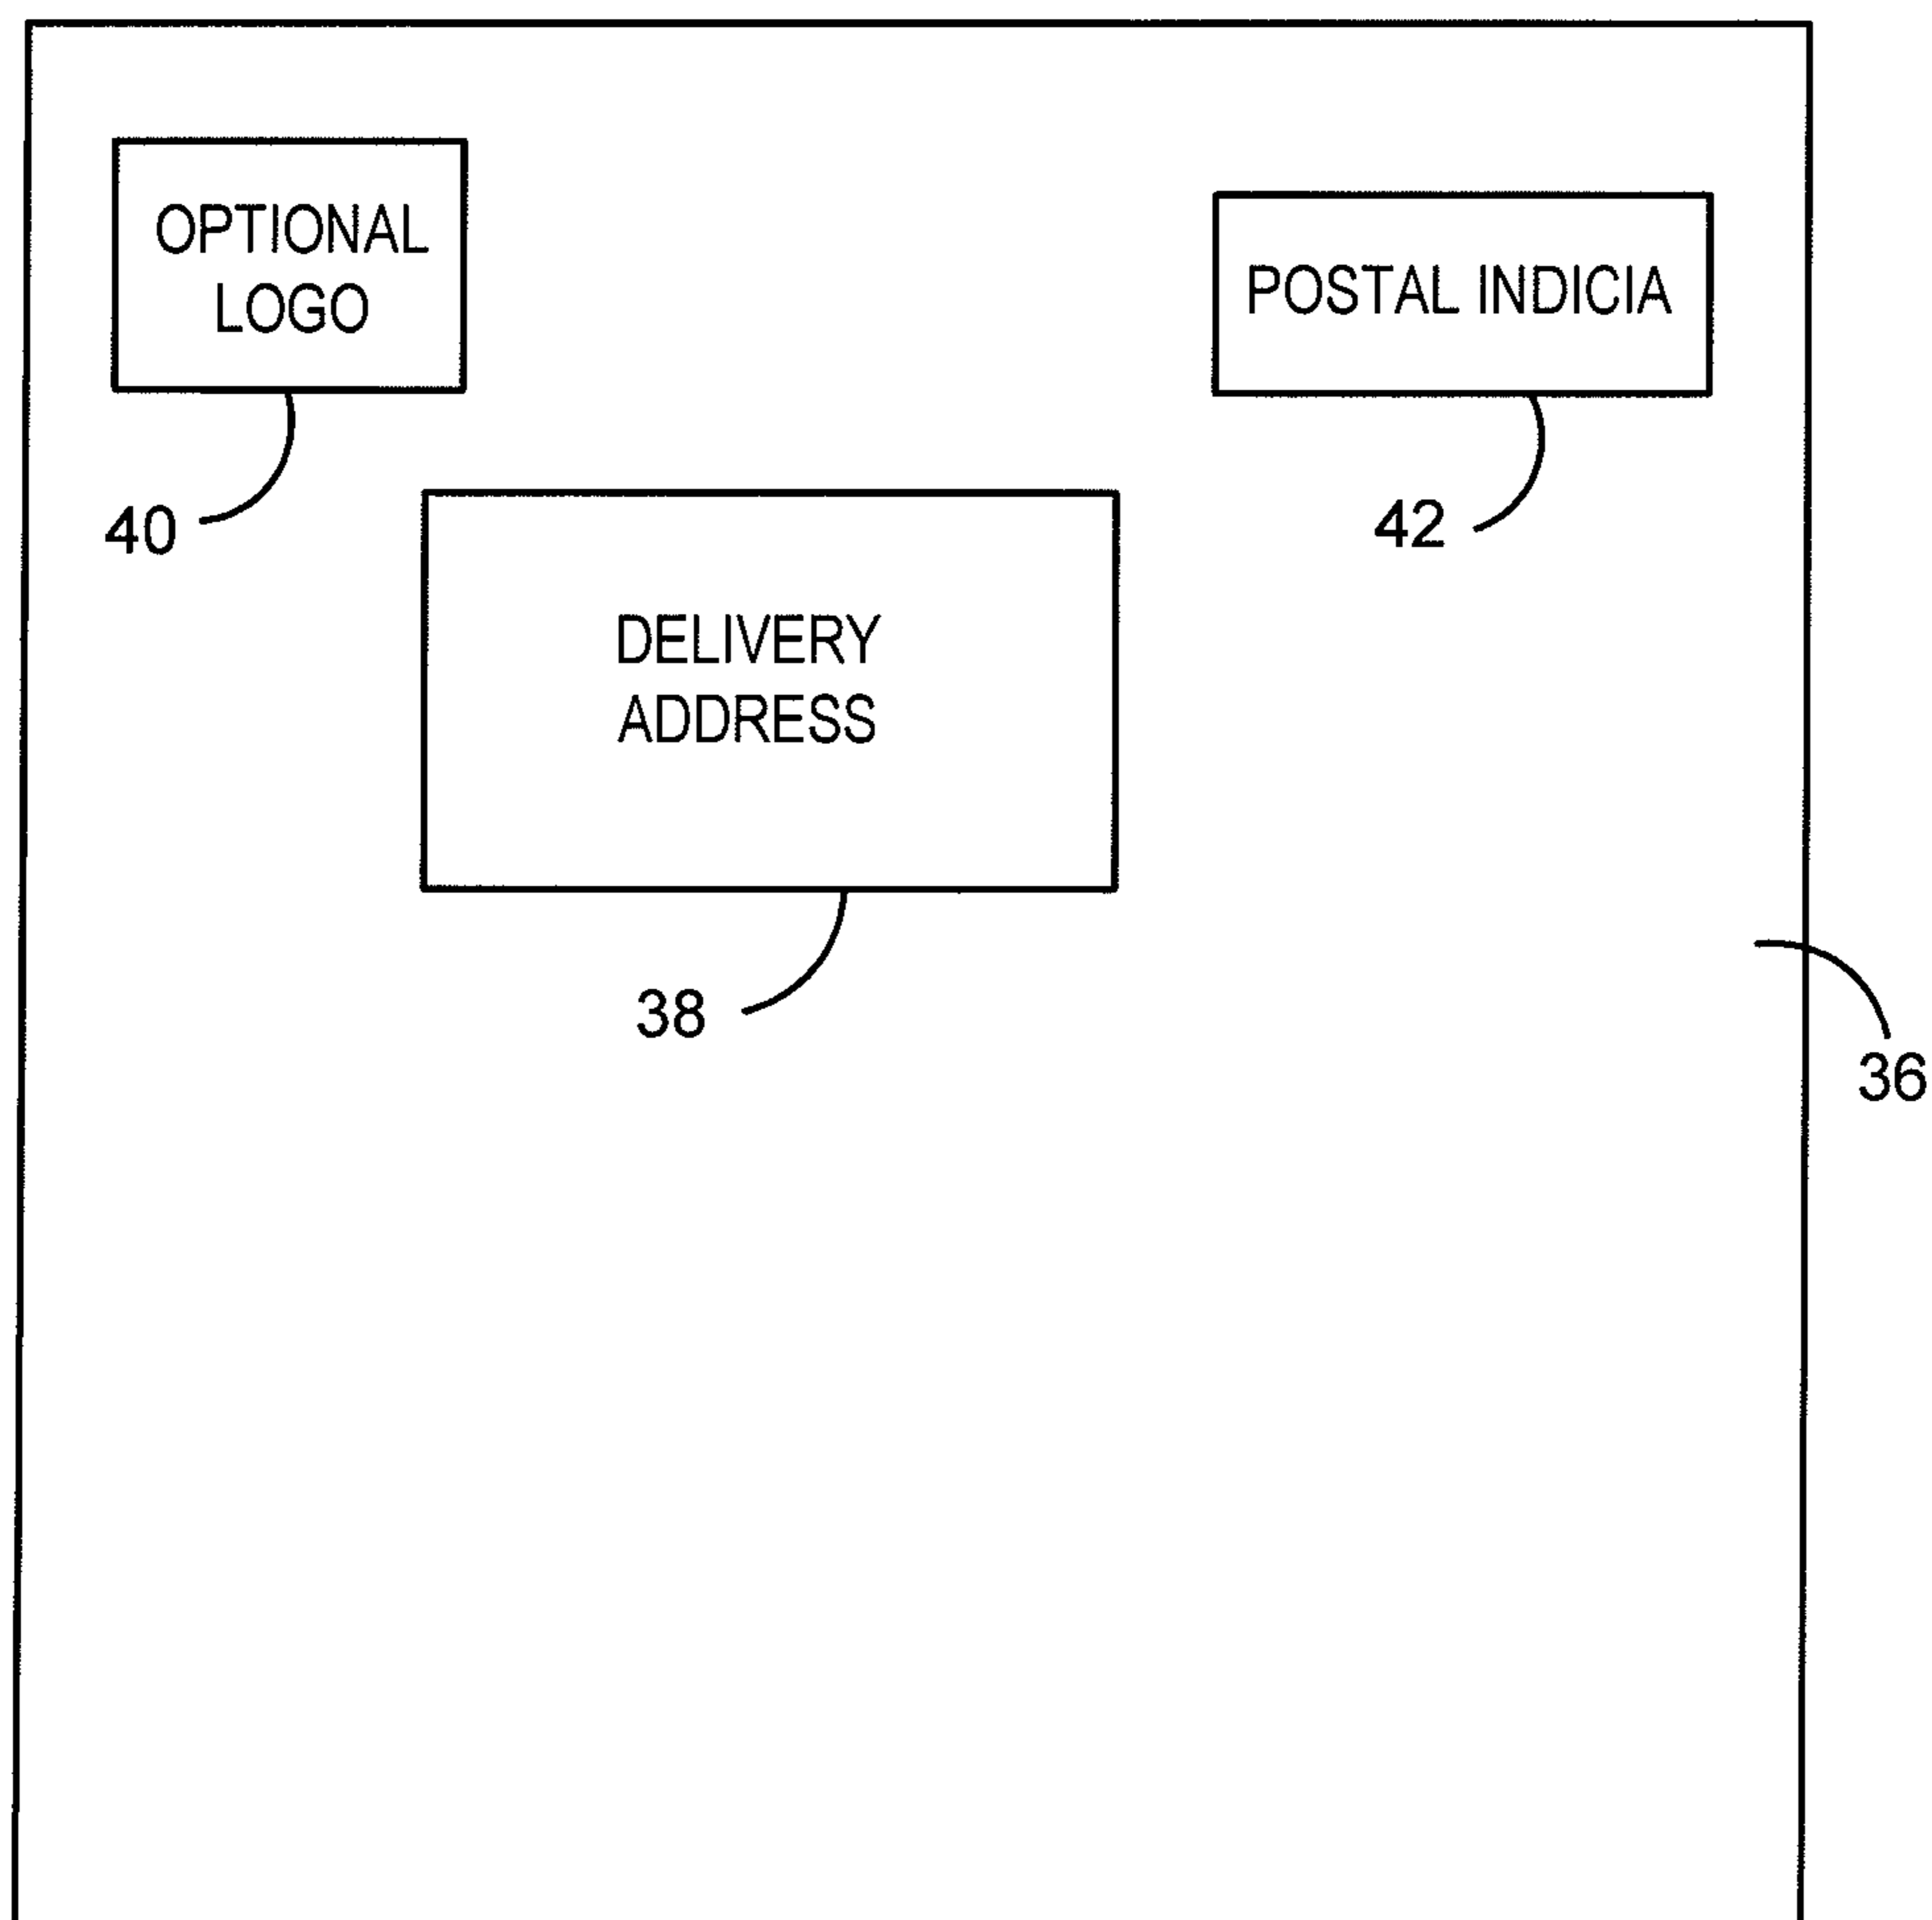 OPTIONAL
LOGO
POSTAL INDICIA
40
42
DELIVERY
ADDRESS
38
36